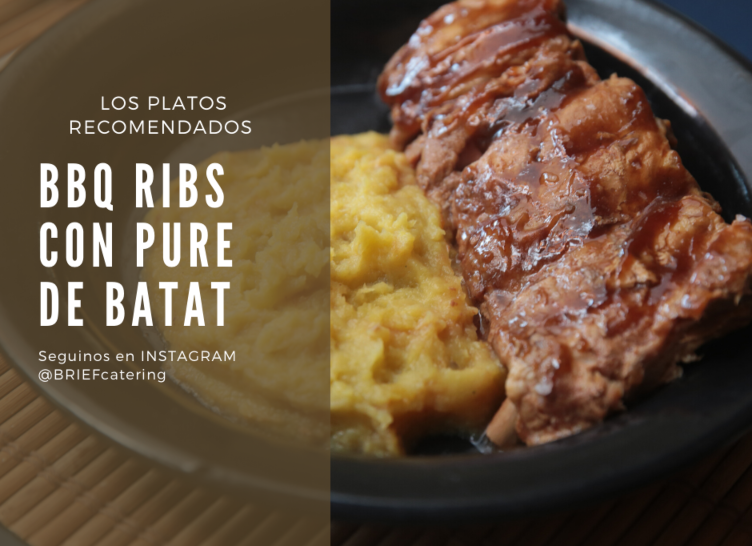 LOS PLATOS
RECOMENDADOS
BBQ RIBS
CON PURE
DE BATAT
Seguinos en INSTAGRAM
@BRIEFcatering